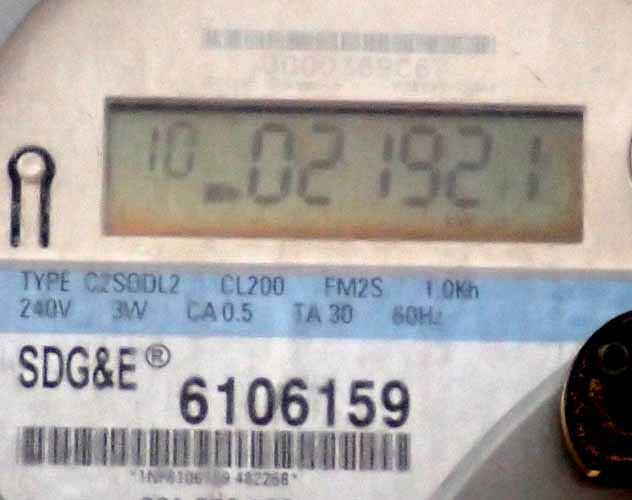 10 021921
TYPE C2SODL2 CL200 FM2S 1.0Kh
240V 3W CA 0.5 TA 30 60Hz
SDG&E®
6106159